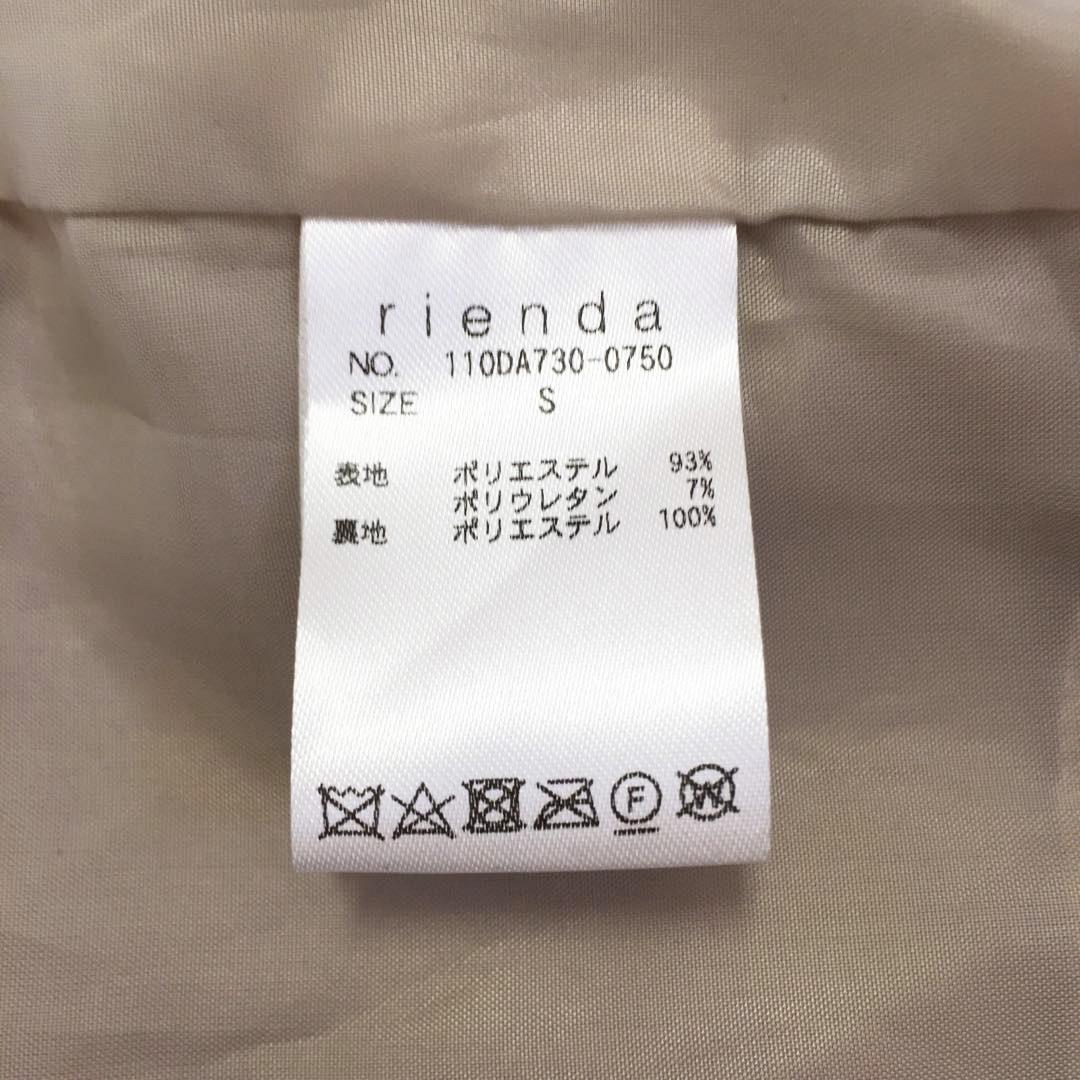 rienda
NO. 110DA730-0750
SIZE S
表地 ポリエステル 93%
ポリウレタン 7%
裏地 ポリエステル 100%
F W